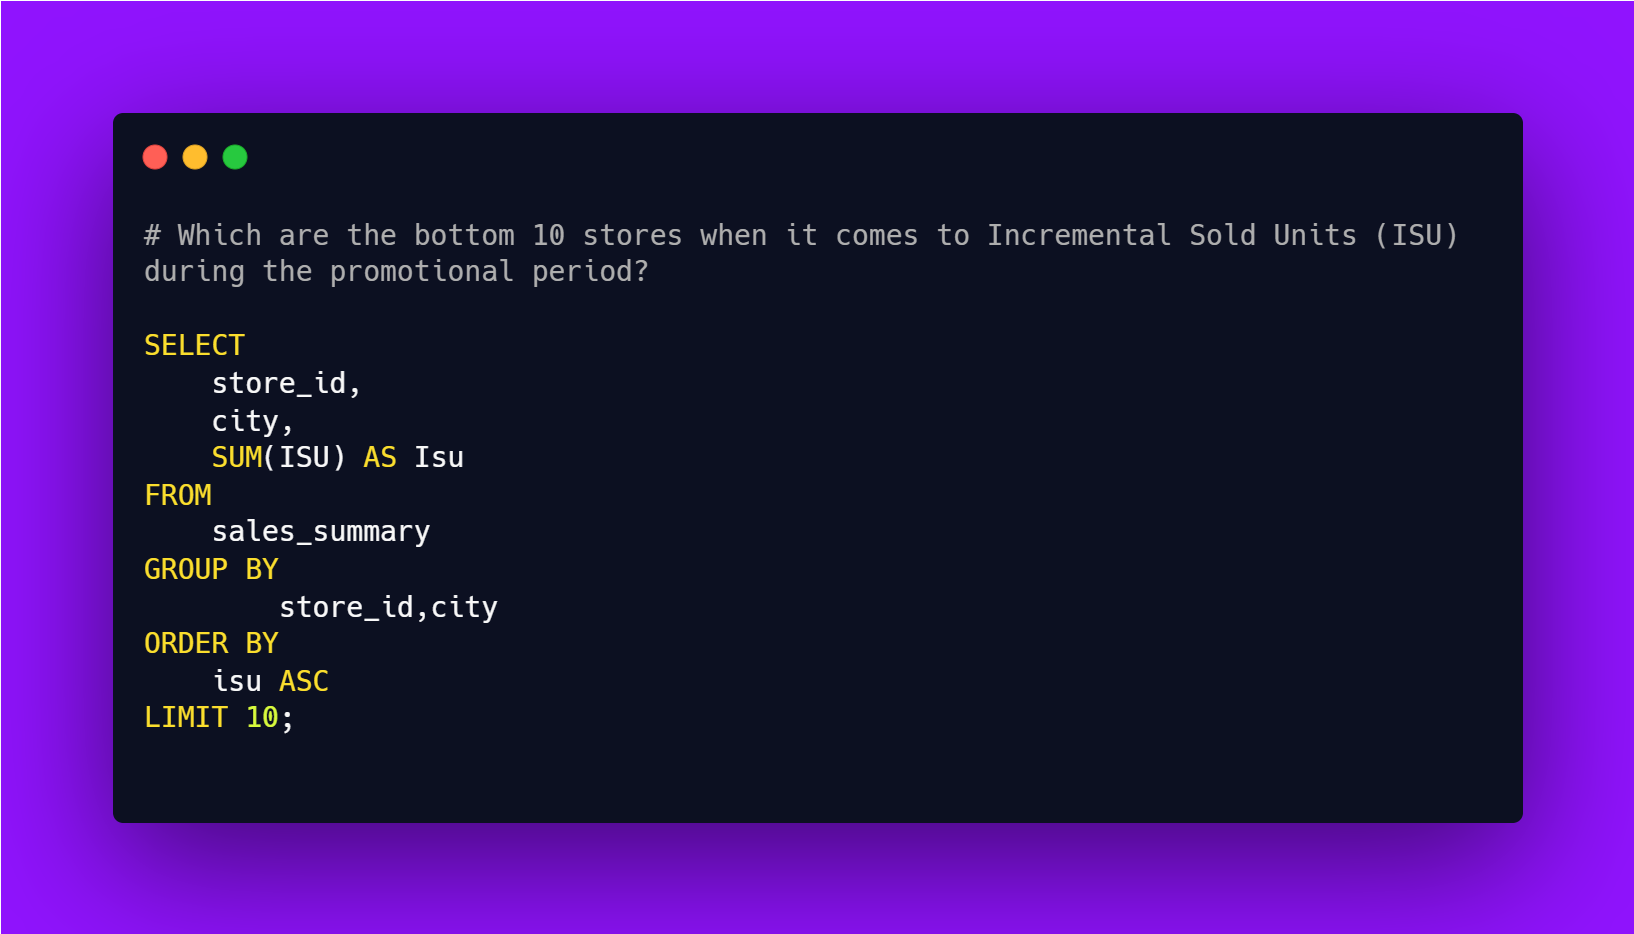 # Which are the bottom 10 stores when it comes to Incremental Sold Units (ISU)
during the promotional period?
SELECT
    store_id,
    city,
    SUM(ISU) AS Isu
FROM
    sales_summary
GROUP BY
        store_id,city
ORDER BY
    isu ASC
LIMIT 10;